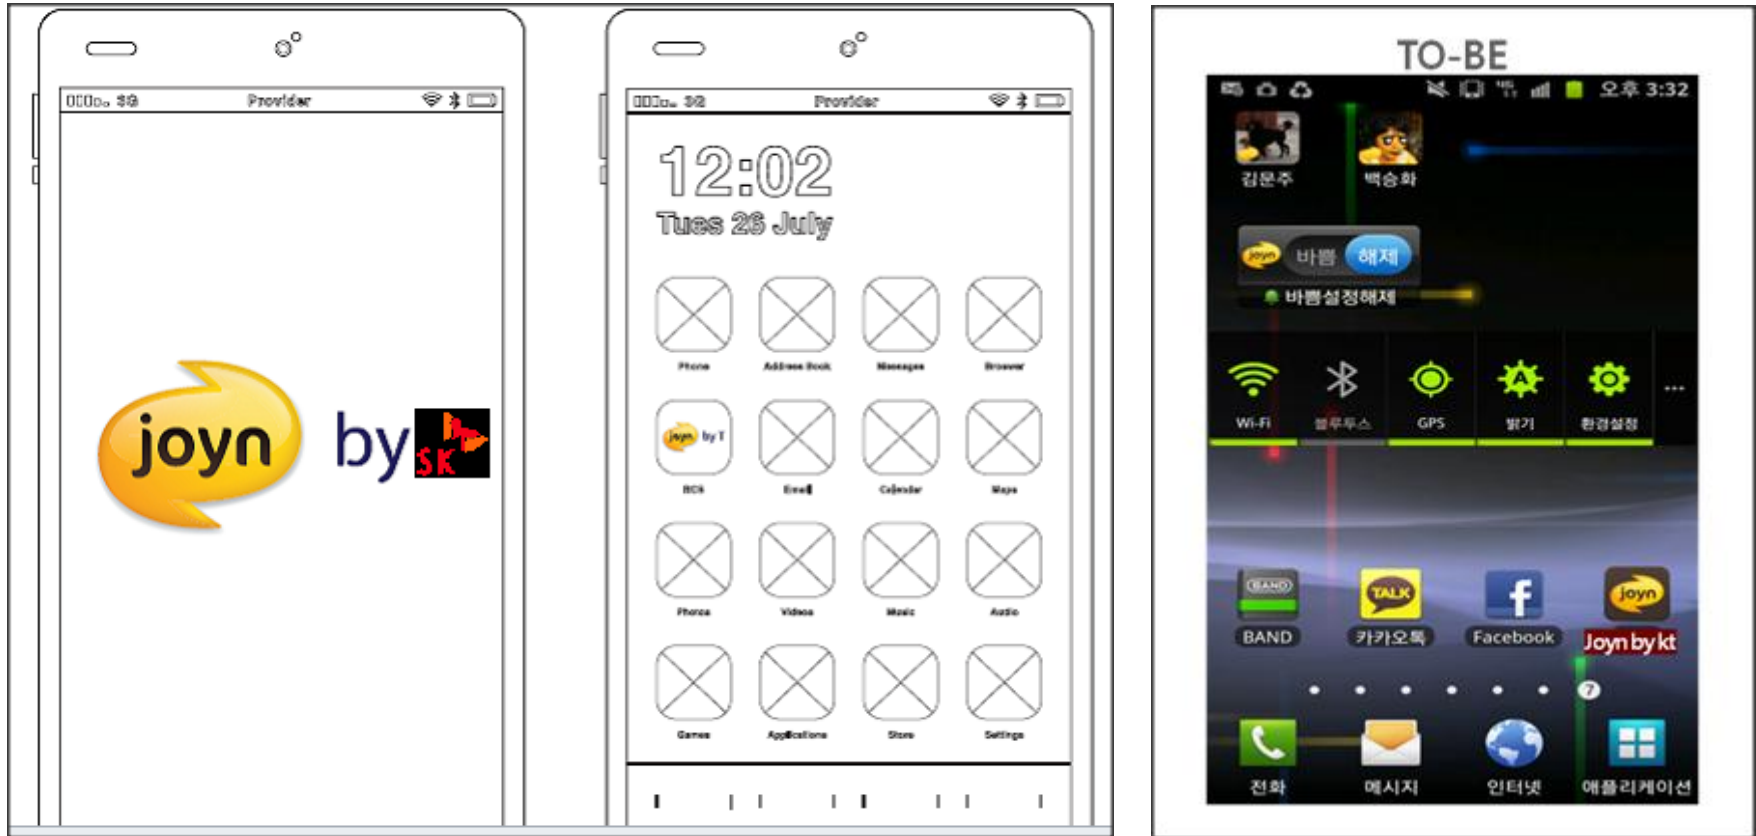 Provider
joyn by SK
3G
Provider
12:02
Tues 26 July
Phone
Address Book
Messages
Browser
joyn by T
RCS
Email
Calendar
Maps
Photos
Videos
Music
Audio
Games
Applications
Store
Settings
TO-BE
오후 3:32
김문주
백승화
joyn 바쁨 해제
바쁨설정해제
Wi-Fi
블루투스
GPS
밝기
환경설정
...
BAND
TALK
joyn
BAND
카카오톡
Facebook
Joyn by kt
7
전화
메시지
인터넷
애플리케이션